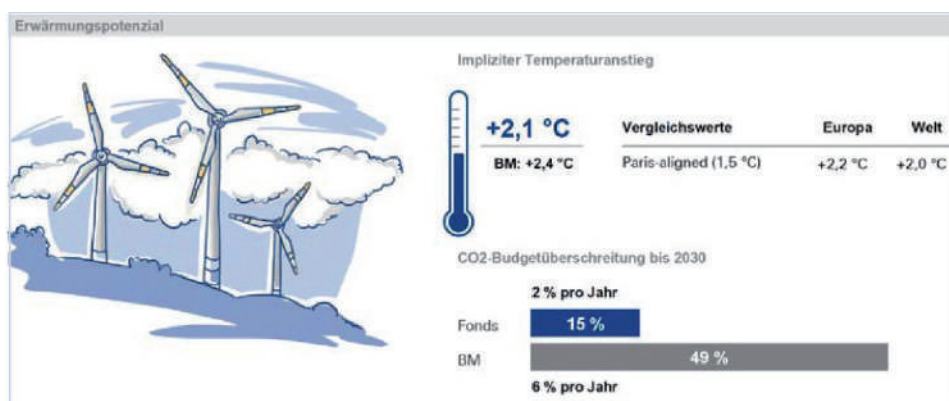 Erwärmungspotenzial
Impliziter Temperaturanstieg
+2,1 °C
BM: +2,4 °C
Vergleichswerte Europa Welt
Paris-aligned (1,5 °C) +2,2 °C +2,0 °C
CO2-Budgetüberschreitung bis 2030
2 % pro Jahr
Fonds 15 %
BM 49 %
6 % pro Jahr